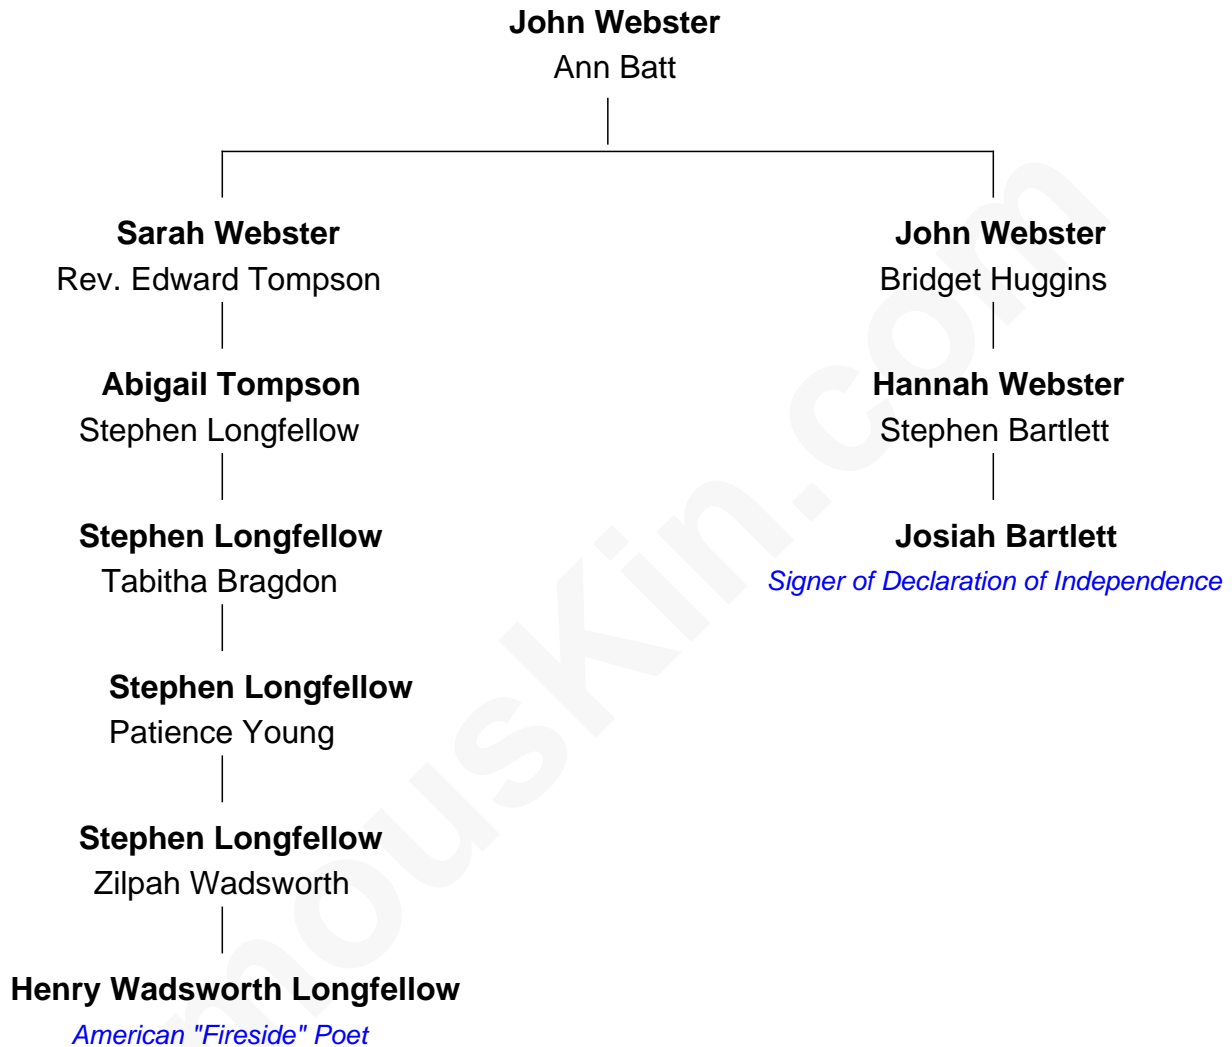 John Webster
Ann Batt
Sarah Webster
Rev. Edward Tompson
John Webster
Bridget Huggins
Abigail Tompson
Stephen Longfellow
Hannah Webster
Stephen Bartlett
Stephen Longfellow
Tabitha Bragdon
Josiah Bartlett
Signer of Declaration of Independence
Stephen Longfellow
Patience Young
Stephen Longfellow
Zilpah Wadsworth
Henry Wadsworth Longfellow
American "Fireside" Poet
mousKin.com